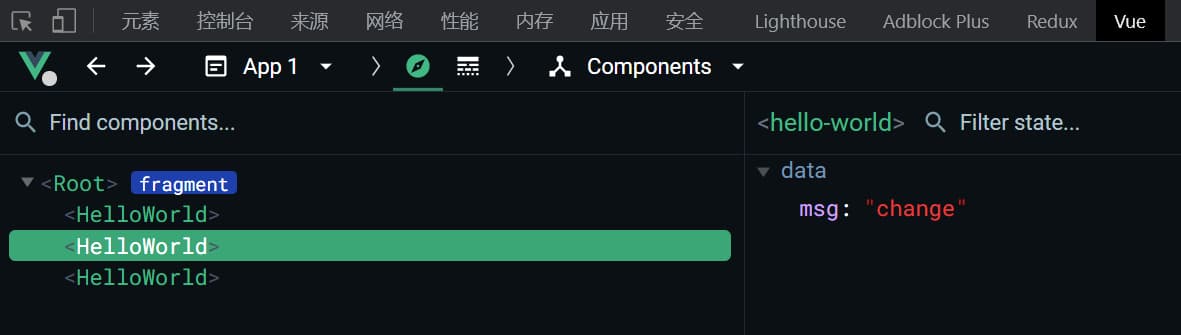 元素 控制台 来源 网络 性能 内存 应用 安全 Lighthouse Adblock Plus Redux Vue
App 1 Components
Find components...
<hello-world> Filter state...
<Root> fragment
data
<HelloWorld>
msg: "change"
<HelloWorld>
<HelloWorld>